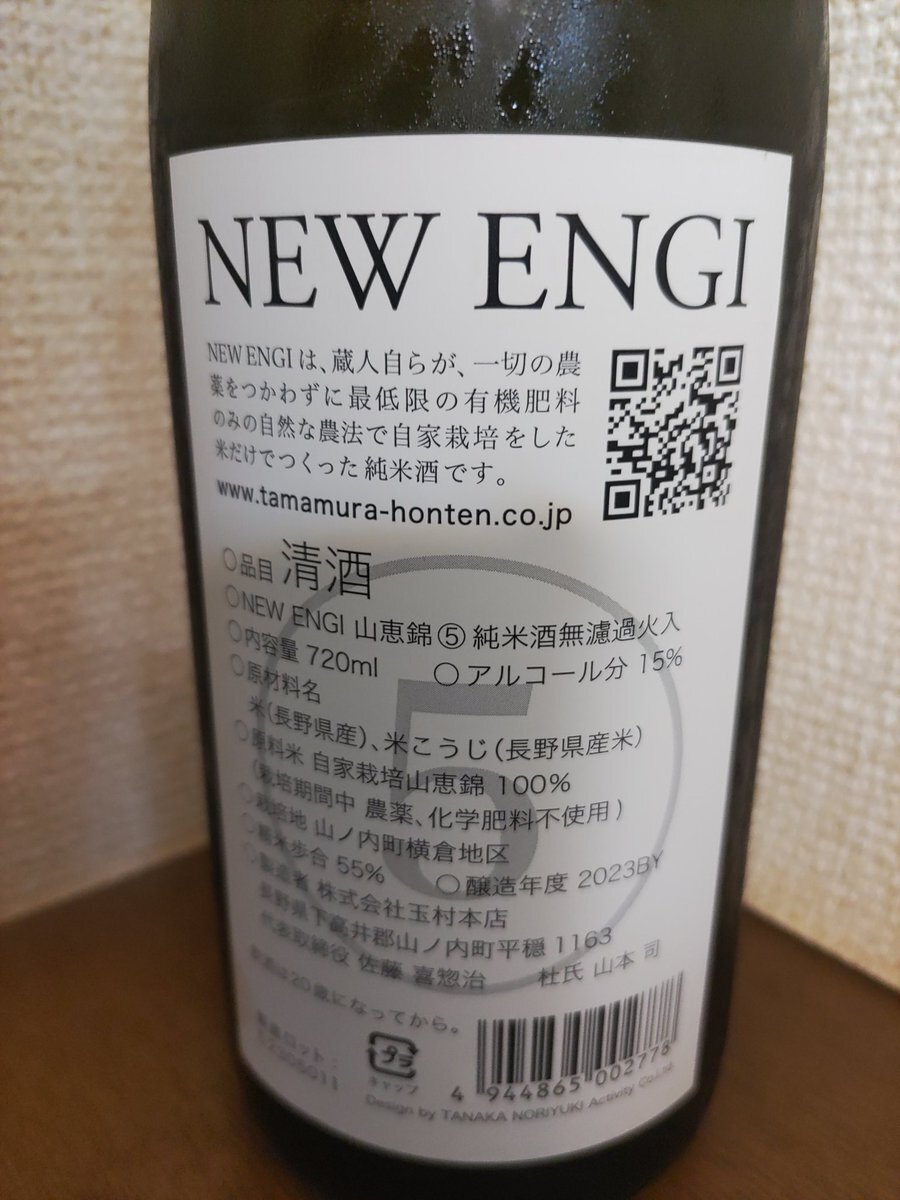 NEW ENGI
NEW ENGI は、蔵人自らが、一切の農
薬をつかわずに最低限の有機肥料
のみの自然な農法で自家栽培をした
米だけでつくった純米酒です。
www.tamamura-honten.co.jp
5
○品目 清酒
○NEW ENGI 山恵錦⑤ 純米酒無濾過火入
○内容量 720ml ○アルコール分 15%
○原材料名
米(長野県産)、米こうじ(長野県産米)
○原料米 自家栽培山恵錦 100%
(栽培期間中 農薬、化学肥料不使用)
○栽培地 山ノ内町横倉地区
○精米歩合 55% ○醸造年度 2023BY
○製造者 株式会社玉村本店
長野県下高井郡山ノ内町平穏 1163
代表取締役 佐藤 喜惣治 杜氏 山本 司
飲酒は20歳になってから。
製造ロット:
プラ
キャップ
4 944865 002778
Design by TANAKA NORIYUKI Activity Co.Ltd.